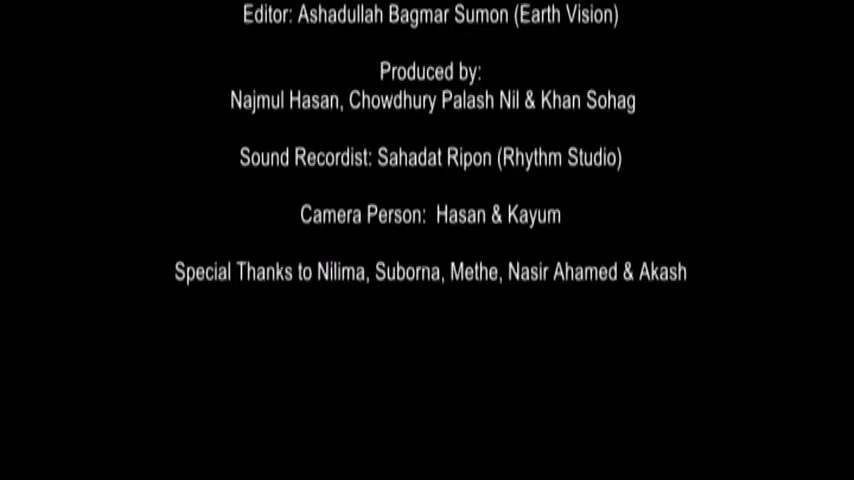 Editor: Ashadullah Bagmar Sumon (Earth Vision)
Produced by:
Najmul Hasan, Chowdhury Palash Nil & Khan Sohag
Sound Recordist: Sahadat Ripon (Rhythm Studio)
Camera Person: Hasan & Kayum
Special Thanks to Nilima, Suborna, Methe, Nasir Ahamed & Akash